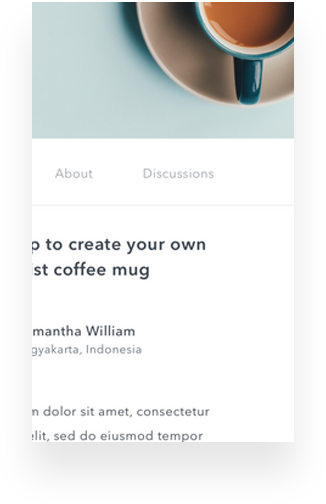 About Discussions
p to create your own
ist coffee mug
mantha William
gyakarta, Indonesia
m dolor sit amet, consectetur
elit, sed do eiusmod tempor